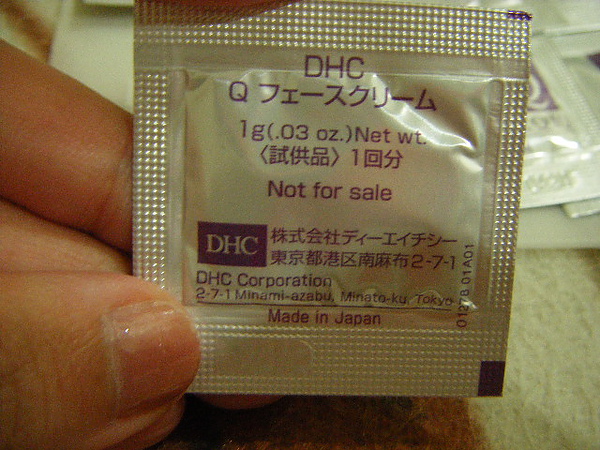 DHC
Q フェースクリーム
1g(.03 oz.)Net wt.
〈試供品〉1回分
Not for sale
DHC
株式会社ディーエイチシー
東京都港区南麻布2-7-1
DHC Corporation
2-7-1 Minami-azabu, Minato-ku, Tokyo
Made in Japan
01278 01A01